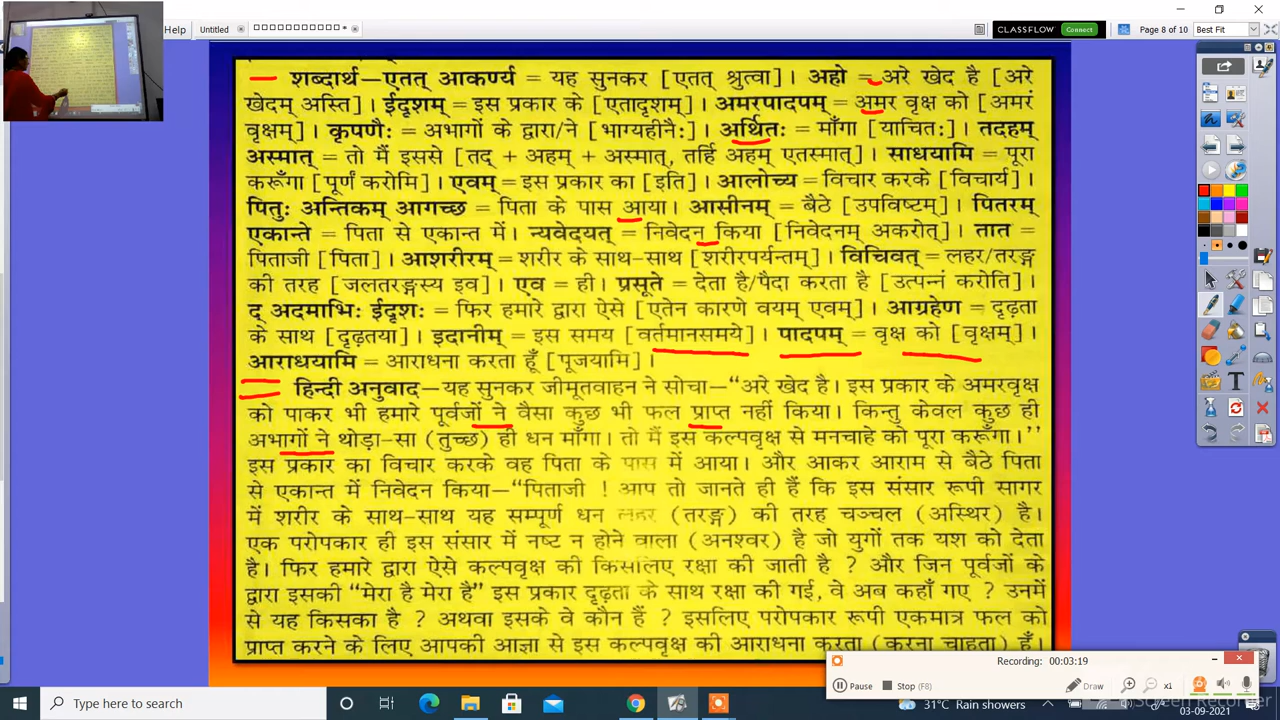 Help
Untitled
CLASSFLOW
Connect
Page 8 of 10
Best Fit
शब्दार्थ—एतत् आकर्ण्य = यह सुनकर [एतत् श्रुत्वा]। अहो = अरे खेद है [अरे
खेदम् अस्ति]। ईदृशम् = इस प्रकार के [एतादृशम्]। अमरपादपम् = अमर वृक्ष को [अमरं
वृक्षम्]। कृपणैः = अभागों के द्वारा/ने [भाग्यहीनैः]। अर्थितः = माँगा [याचितः]। तदहम्
अस्मात् = तो मैं इससे [तद् + अहम् + अस्मात्, तर्हि अहम् एतस्मात्]। साधयामि = पूरा
करूँगा [पूर्णं करोमि]। एवम् = इस प्रकार का [इति]। आलोच्य = विचार करके [विचार्य]।
पितुः अन्तिकम् आगच्छ = पिता के पास आया। आसीनम् = बैठे [उपविष्टम्]। पितरम्
एकान्ते = पिता से एकान्त में। न्यवेदयत् = निवेदन किया [निवेदनम् अकरोत्]। तात =
पिताजी [पिता]। आशरीरम् = शरीर के साथ-साथ [शरीरपर्यन्तम्]। विचिवत् = लहर/तरङ्ग
की तरह [जलतरङ्गस्य इव]। एव = ही। प्रसूते = देता है/पैदा करता है [उत्पन्नं करोति]।
द् अदमाभिः ईदृशः = फिर हमारे द्वारा ऐसे [एतेन कारणे वयम् एवम्]। आग्रहेण = दृढ़ता
के साथ [दृढ़तया]। इदानीम् = इस समय [वर्तमानसमये]। पादपम् = वृक्ष को [वृक्षम्]।
आराधयामि = आराधना करता हूँ [पूजयामि]।
हिन्दी अनुवाद—यह सुनकर जीमूतवाहन ने सोचा—“अरे खेद है। इस प्रकार के अमरवृक्ष
को पाकर भी हमारे पूर्वजों ने वैसा कुछ भी फल प्राप्त नहीं किया। किन्तु केवल कुछ ही
अभागों ने थोड़ा-सा (तुच्छ) ही धन माँगा। तो मैं इस कल्पवृक्ष से मनचाहे को पूरा करूँगा।’’
इस प्रकार का विचार करके वह पिता के पास में आया। और आकर आराम से बैठे पिता
से एकान्त में निवेदन किया—“पिताजी ! आप तो जानते ही हैं कि इस संसार रूपी सागर
में शरीर के साथ-साथ यह सम्पूर्ण धन लहर (तरङ्ग) की तरह चञ्चल (अस्थिर) है।
एक परोपकार ही इस संसार में नष्ट न होने वाला (अनश्वर) है जो युगों तक यश को देता
है। फिर हमारे द्वारा ऐसे कल्पवृक्ष की किसलिए रक्षा की जाती है ? और जिन पूर्वजों के
द्वारा इसकी “मेरा है मेरा है” इस प्रकार दृढ़ता के साथ रक्षा की गई, वे अब कहाँ गए ? उनमें
से यह किसका है ? अथवा इसके वे कौन हैं ? इसलिए परोपकार रूपी एकमात्र फल को
प्राप्त करने के लिए आपकी आज्ञा से इस कल्पवृक्ष की आराधना करता (करना चाहता) हूँ।
Recording: 00:03:19
Pause
Stop (F8)
Draw
x1
Type here to search
31°C Rain showers
03-09-2021